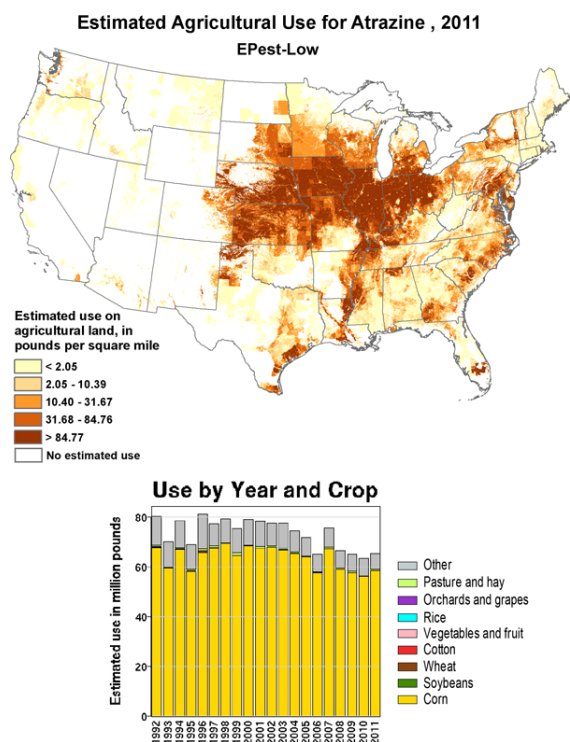 Estimated Agricultural Use for Atrazine , 2011
EPest-Low
Estimated use on
agricultural land, in
pounds per square mile
< 2.05
2.05 - 10.39
10.40 - 31.67
31.68 - 84.76
> 84.77
No estimated use
Use by Year and Crop
Estimated use in million pounds
80
60
40
20
0
1992
1993
1994
1995
1996
1997
1998
1999
2000
2001
2002
2003
2004
2005
2006
2007
2008
2009
2010
2011
Other
Pasture and hay
Orchards and grapes
Rice
Vegetables and fruit
Cotton
Wheat
Soybeans
Corn